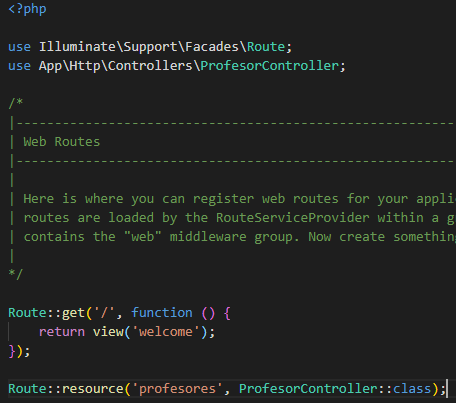 <?php
use Illuminate\Support\Facades\Route;
use App\Http\Controllers\ProfesorController;
/*
|--------------------------------------------------------
| Web Routes
|--------------------------------------------------------
|
| Here is where you can register web routes for your appli
| routes are loaded by the RouteServiceProvider within a g
| contains the "web" middleware group. Now create somethin
|
*/
Route::get('/', function () {
return view('welcome');
});
Route::resource('profesores', ProfesorController::class);